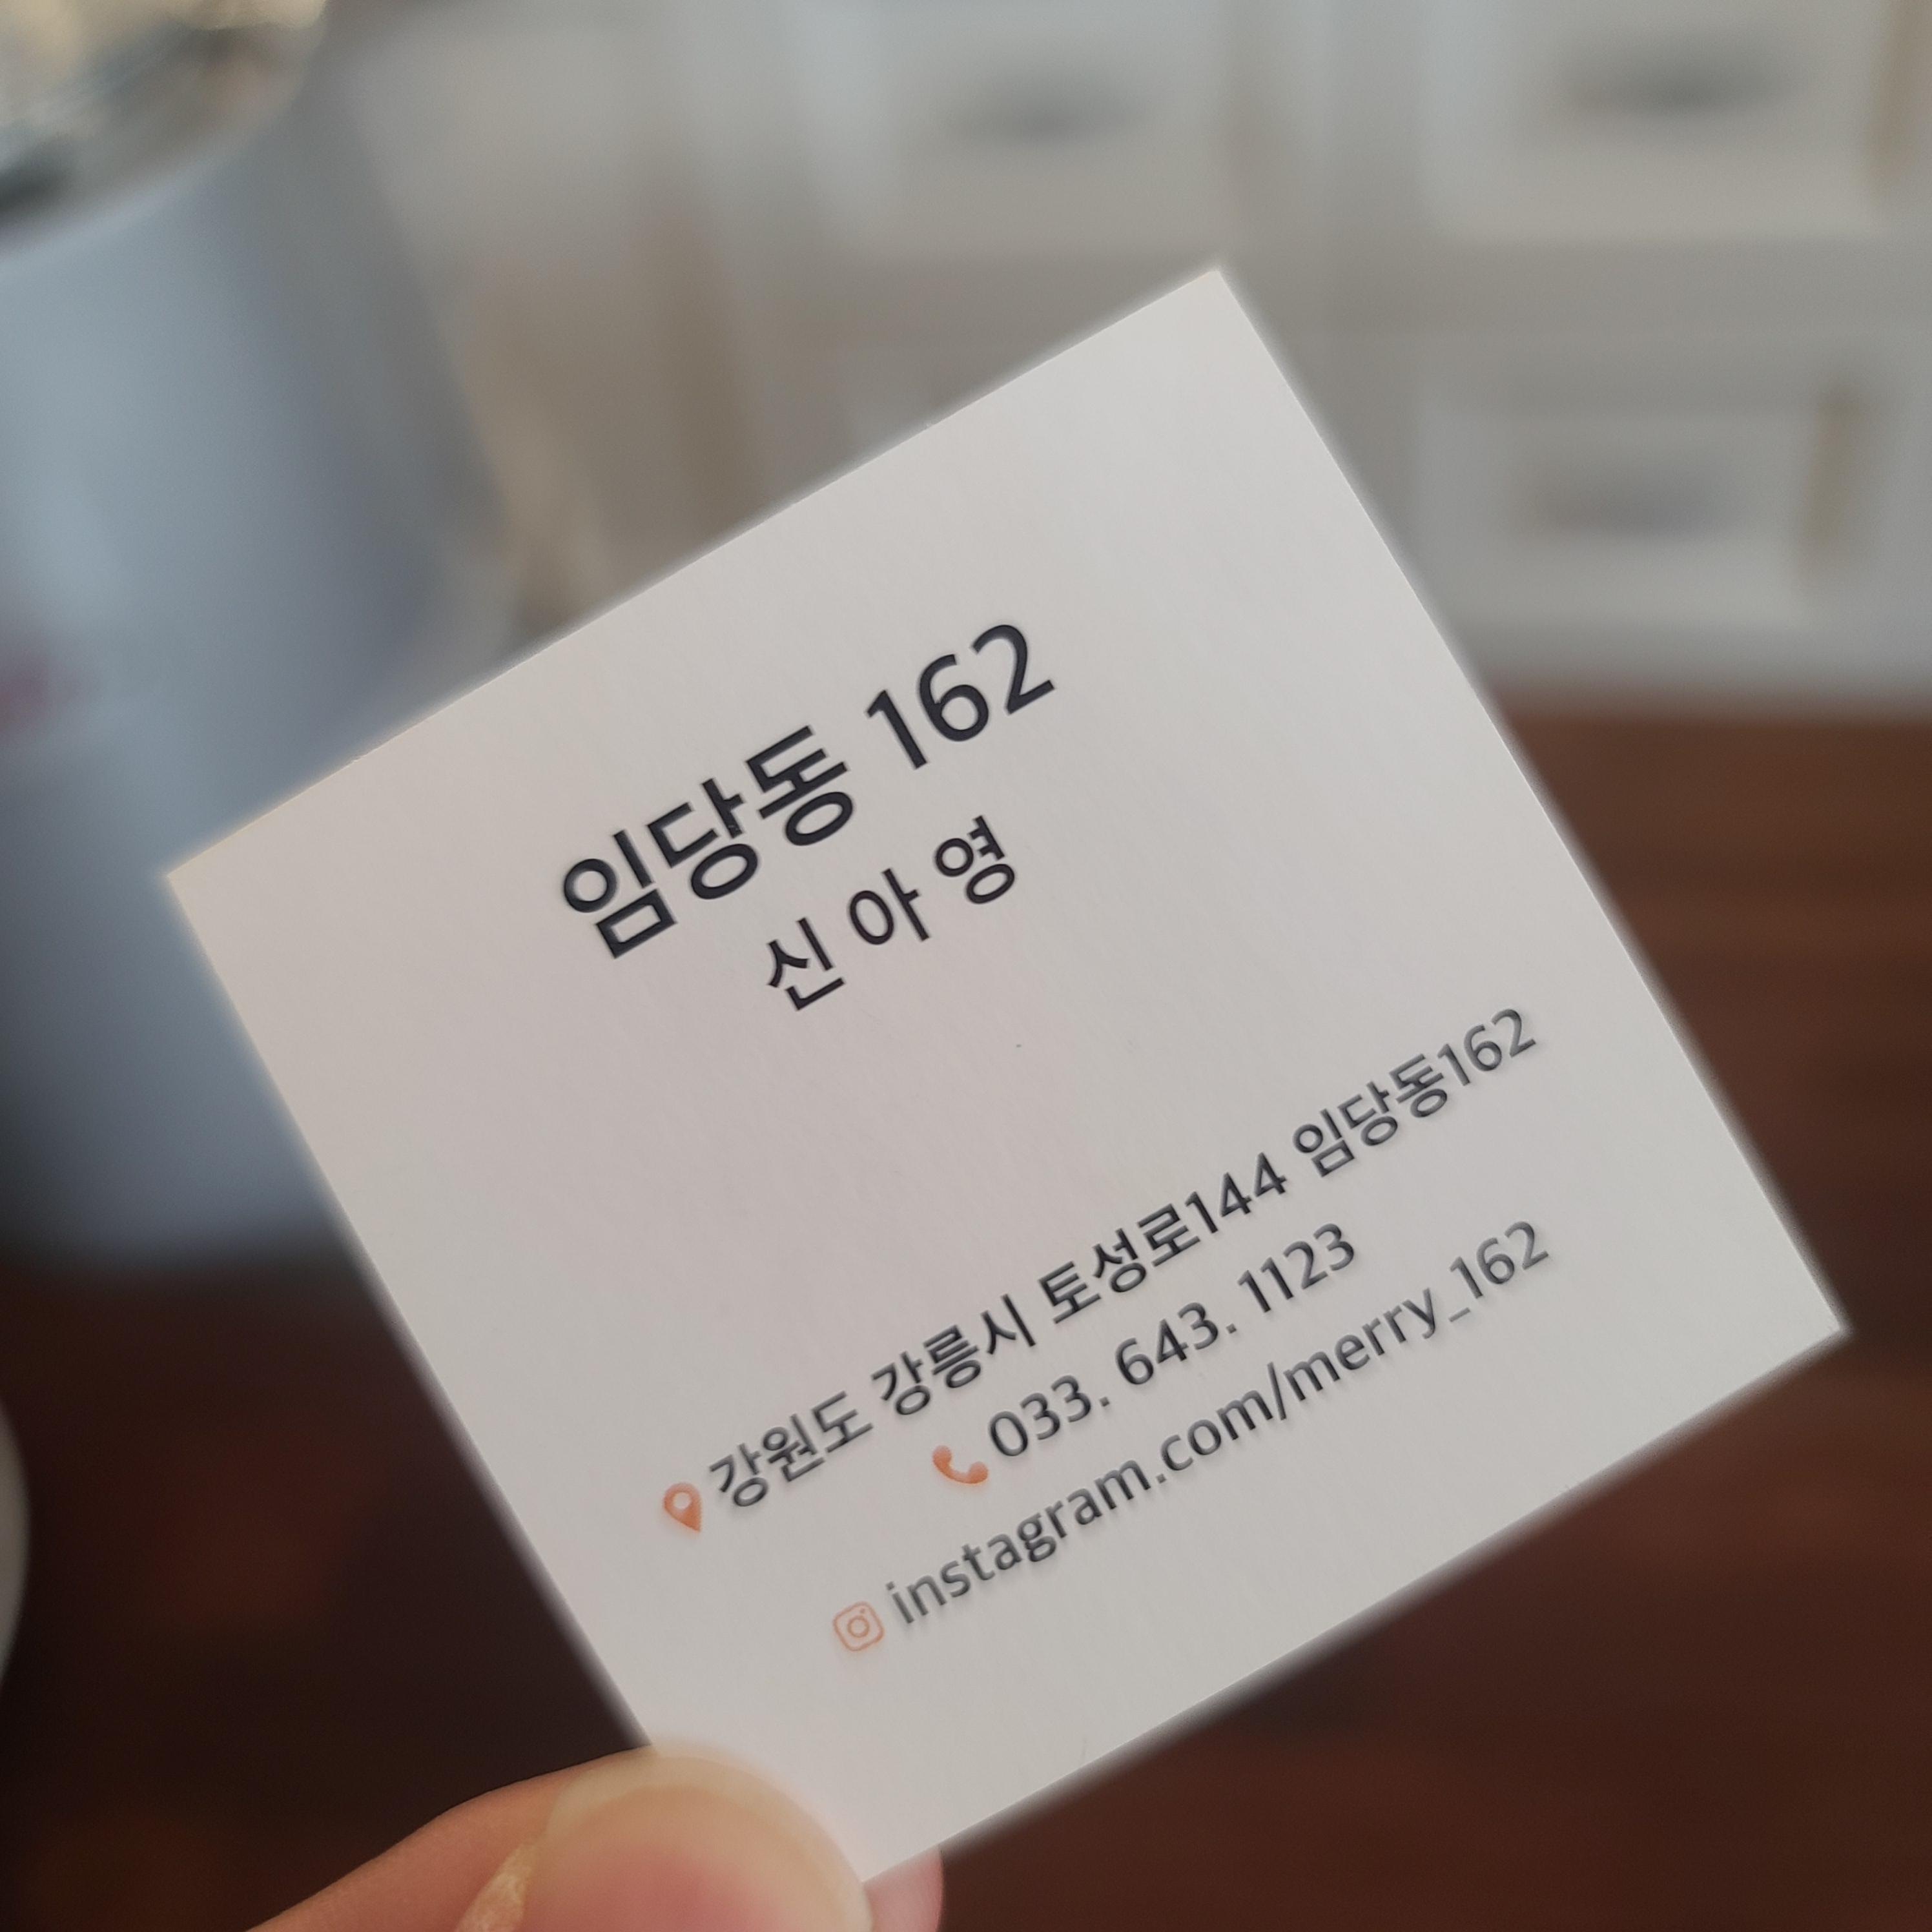 임당동 162
신아영
강원도 강릉시 토성로144 임당동162
033. 643. 1123
instagram.com/merry_162